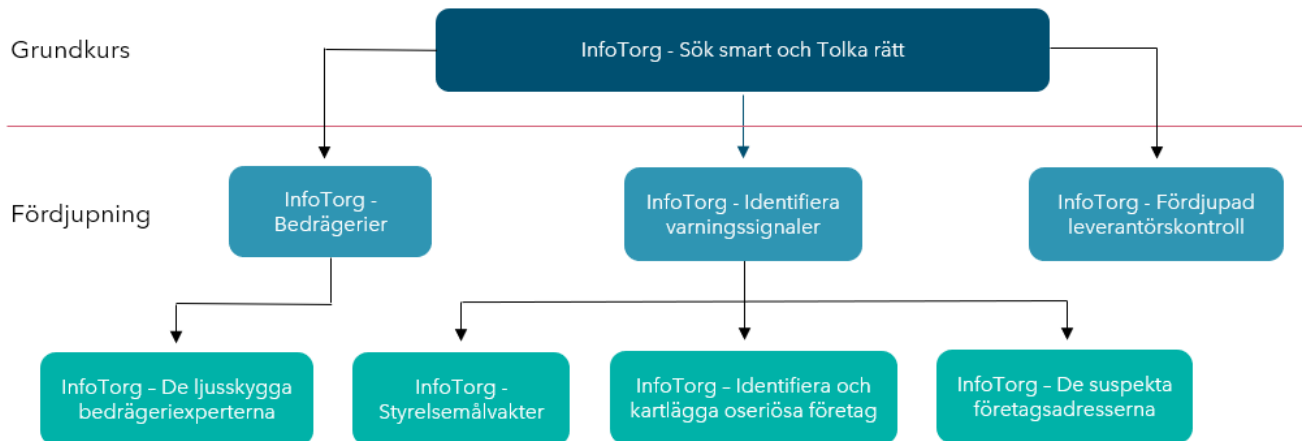 Grundkurs
InfoTorg - Sök smart och Tolka rätt
Fördjupning
InfoTorg -
Bedrägerier
InfoTorg - Identifiera
varningssignaler
InfoTorg - Fördjupad
leverantörskontroll
InfoTorg – De ljusskygga
bedrägeriexperterna
InfoTorg -
Styrelsemålvakter
InfoTorg – Identifiera och
kartlägga oseriösa företag
InfoTorg – De suspekta
företagsadresserna